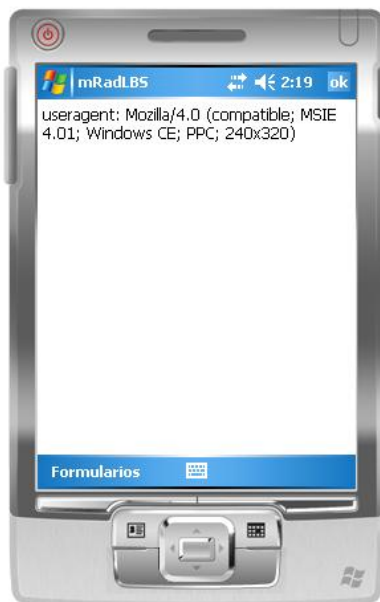 mRadLBS 2:19 ok
useragent: Mozilla/4.0 (compatible; MSIE
4.01; Windows CE; PPC; 240x320)
Formularios